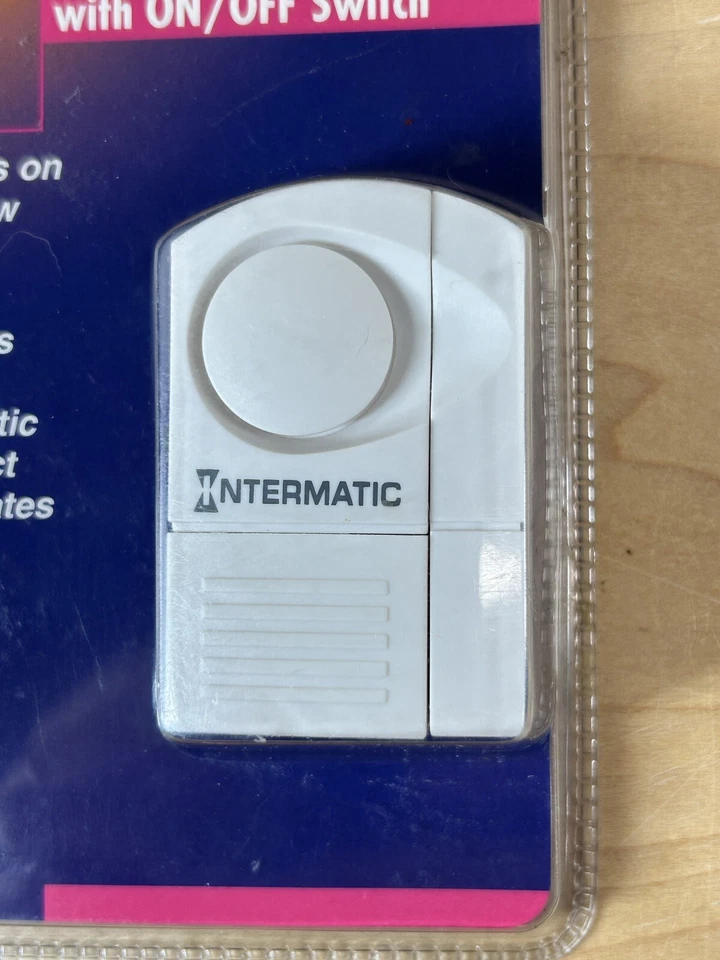 with ON/OFF Switch
s on
w
s
tic
ct
ates
INTERMATIC